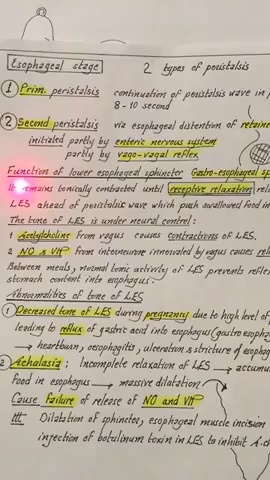 Esophageal stage 2 types of peristalsis
① Prim. peristalsis continuation of peristalsis wave in
8-10 second
② Second peristalsis via esophageal distention of retaine
initiated partly by enteric nervous system
partly by vago-vagal reflex
Function of lower esophageal sphincter Gastro-esophageal sp
It remains tonically contracted until receptive relaxation
LES ahead of peristalsic wave which push swallowed food in
The tone of LES is under neural control:
1 Acetylcholine from vagus causes contractions of LES.
2 NO & VIP from interneuron innovated by vagus causes
Between meals, normal tonic activity of LES prevents
stomach content into esophagus.
Abnormalities of tone of LES
① Decreased tone of LES during pregnancy due to high level of
leading to reflux of gastric acid into esophagus (gastro
→ heartburn, oesophagitis, ulceration & stricture of
2 Achalasia: Incomplete relaxation of LES → accumu
Food in esophagus → massive dilatation
Cause failure of release of NO and VIP
Dilatation of sphincter, esophageal muscle incision
injection of botulinum toxin in LES to inhibit